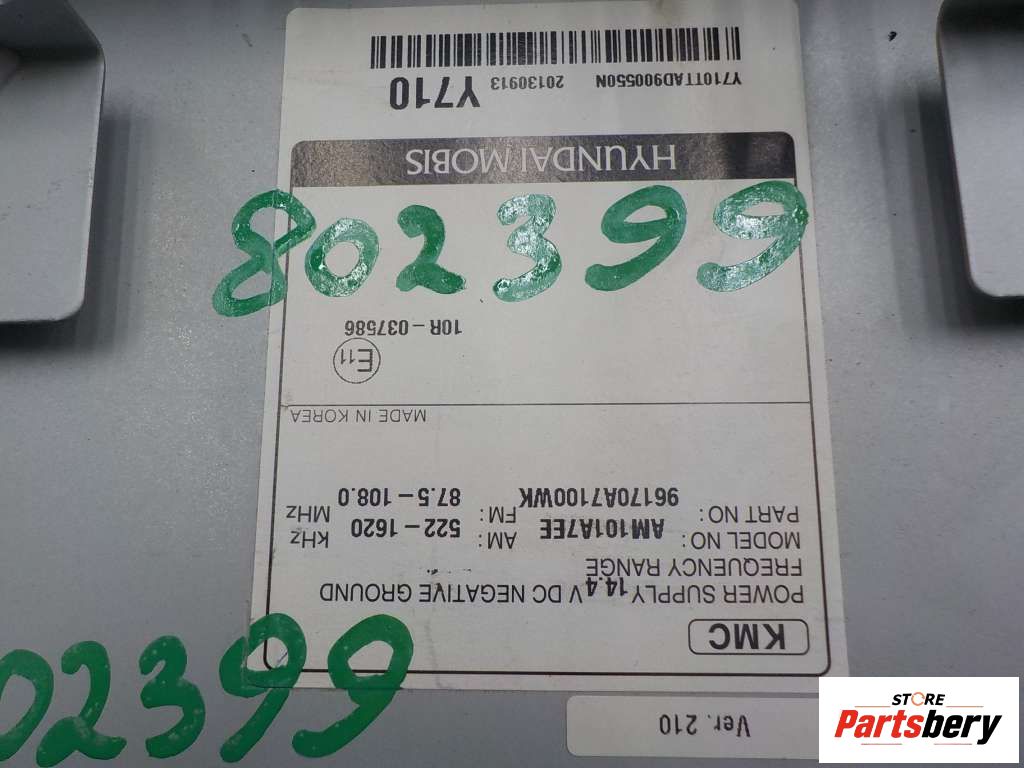 KMC
POWER SUPPLY 14.4 V DC NEGATIVE GROUND
FREQUENCY RANGE
MODEL NO: AM101A7EE AM: 522-1620 KHz
PART NO: 96170A7100WK FM: 87.5-108.0 MHz
MADE IN KOREA
E11
10R-037586
HYUNDAI MOBIS
Y710TTAD900550N 20130913 Y710
Ver. 210
802399
02399
STORE
Partsbery